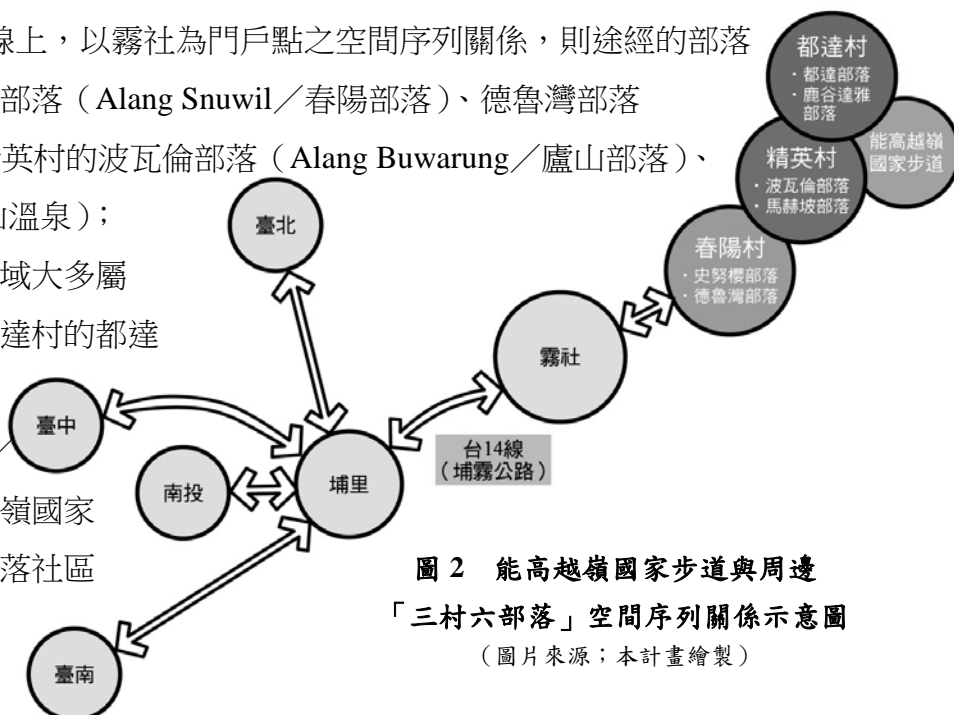 線上，以霧社為門戶點之空間序列關係，則途經的部落
部落（Alang Snuwil／春陽部落）、德魯灣部落
英村的波瓦倫部落（Alang Buwarung／廬山部落）、
山溫泉）；
域大多屬
達村的都達
／
嶺國家
落社區
都達村
・都達部落
・鹿谷達雅
部落
能高越嶺
國家步道
精英村
・波瓦倫部落
・馬赫坡部落
春陽村
・史努櫻部落
・德魯灣部落
臺北
霧社
臺中
台14線
（埔霧公路）
南投
埔里
臺南
圖 2　能高越嶺國家步道與周邊
「三村六部落」空間序列關係示意圖
（圖片來源；本計畫繪製）